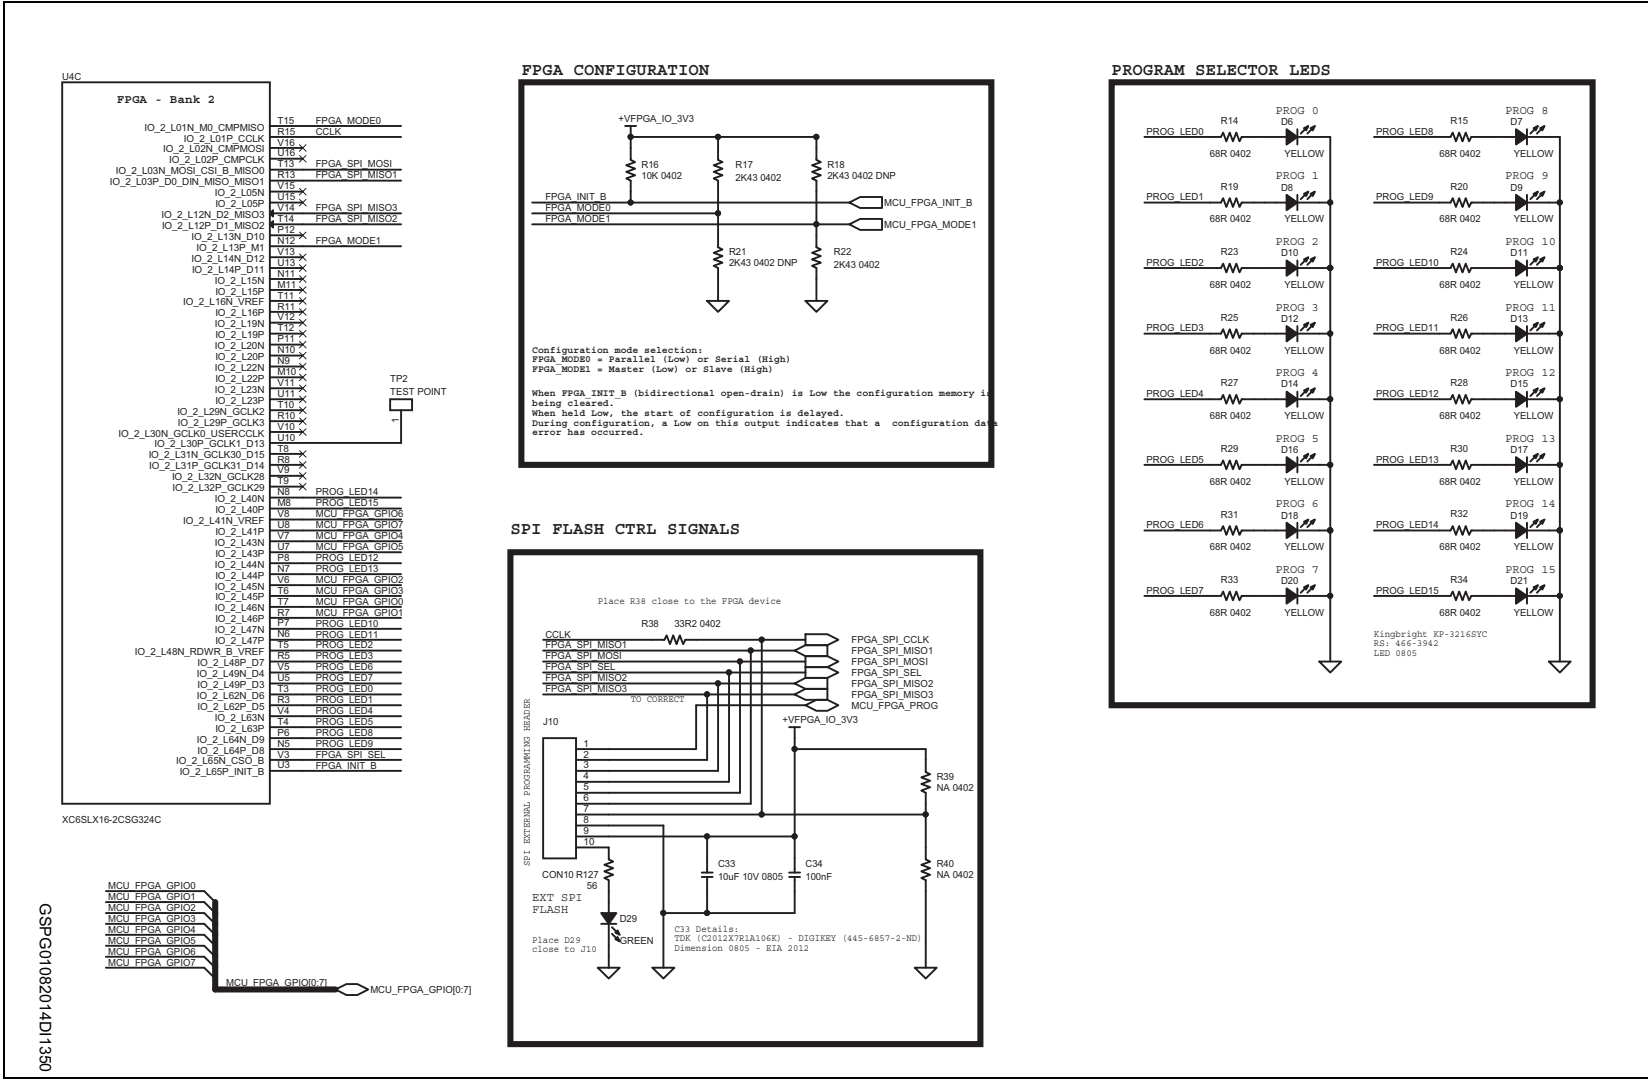 U4C
FPGA - Bank 2
IO_2_L01N_M0_CMPMISO T15 FPGA_MODE0
IO_2_L01P_CCLK R15 CCLK
IO_2_L02N_CMPMOSI V16
IO_2_L02P_CMPCLK U16
IO_2_L03N_MOSI_CSI_B_MISO0 T13 FPGA_SPI_MOSI
IO_2_L03P_D0_DIN_MISO_MISO1 R13 FPGA_SPI_MISO1
IO_2_L05N V15
IO_2_L05P U15
IO_2_L12N_D2_MISO3 V14 FPGA_SPI_MISO3
IO_2_L12P_D1_MISO2 T14 FPGA_SPI_MISO2
IO_2_L13N_D10 P12
IO_2_L13P_M1 N12 FPGA_MODE1
IO_2_L14N_D12 V13
IO_2_L14P_D11 U13
IO_2_L15N N11
IO_2_L15P M11
IO_2_L16N_VREF T11
IO_2_L16P R11
IO_2_L19N V12
IO_2_L19P T12
IO_2_L20N P11
IO_2_L20P N10
IO_2_L22N N9
IO_2_L22P M10
IO_2_L23N V11
IO_2_L23P U11
IO_2_L29N_GCLK2 T10
IO_2_L29P_GCLK3 R10
IO_2_L30N_GCLK0_USERCCLK V10
IO_2_L30P_GCLK1_D13 U10
IO_2_L31N_GCLK30_D15 T8
IO_2_L31P_GCLK31_D14 R8
IO_2_L32N_GCLK28 V9
IO_2_L32P_GCLK29 T9
IO_2_L40N N8 PROG_LED14
IO_2_L40P M8 PROG_LED15
IO_2_L41N_VREF V8 MCU_FPGA_GPIO6
IO_2_L41P U8 MCU_FPGA_GPIO7
IO_2_L43N V7 MCU_FPGA_GPIO4
IO_2_L43P U7 MCU_FPGA_GPIO5
IO_2_L44N P8 PROG_LED12
IO_2_L44P N7 PROG_LED13
IO_2_L45N V6 MCU_FPGA_GPIO2
IO_2_L45P T6 MCU_FPGA_GPIO3
IO_2_L46N T7 MCU_FPGA_GPIO0
IO_2_L46P R7 MCU_FPGA_GPIO1
IO_2_L47N P7 PROG_LED10
IO_2_L47P N6 PROG_LED11
IO_2_L48N_RDWR_B_VREF T5 PROG_LED2
IO_2_L48P_D7 R5 PROG_LED3
IO_2_L49N_D4 V5 PROG_LED6
IO_2_L49P_D3 U5 PROG_LED7
IO_2_L62N_D6 T3 PROG_LED0
IO_2_L62P_D5 R3 PROG_LED1
IO_2_L63N V4 PROG_LED4
IO_2_L63P T4 PROG_LED5
IO_2_L64N_D9 P6 PROG_LED8
IO_2_L64P_D8 N5 PROG_LED9
IO_2_L65N_CSO_B V3 FPGA_SPI_SEL
IO_2_L65P_INIT_B U3 FPGA_INIT_B
XC6SLX16-2CSG324C
TP2
TEST POINT
1
MCU_FPGA_GPIO0
MCU_FPGA_GPIO1
MCU_FPGA_GPIO2
MCU_FPGA_GPIO3
MCU_FPGA_GPIO4
MCU_FPGA_GPIO5
MCU_FPGA_GPIO6
MCU_FPGA_GPIO7
MCU_FPGA_GPIO[0:7] MCU_FPGA_GPIO[0:7]
GSPG01082014DI1350
FPGA CONFIGURATION
+VFPGA_IO_3V3
R16 R17 R18
10K 0402 2K43 0402 2K43 0402 DNP
FPGA_INIT_B MCU_FPGA_INIT_B
FPGA_MODE0
FPGA_MODE1 MCU_FPGA_MODE1
R21 R22
2K43 0402 DNP 2K43 0402
Configuration mode selection:
FPGA_MODE0 = Parallel (Low) or Serial (High)
FPGA_MODE1 = Master (Low) or Slave (High)
When FPGA_INIT_B (bidirectional open-drain) is Low the configuration memory is
being cleared.
When held Low, the start of configuration is delayed.
During configuration, a Low on this output indicates that a configuration data
error has occurred.
SPI FLASH CTRL SIGNALS
Place R38 close to the FPGA device
R38 33R2 0402
CCLK FPGA_SPI_CCLK
FPGA_SPI_MISO1 FPGA_SPI_MISO1
FPGA_SPI_MOSI FPGA_SPI_MOSI
FPGA_SPI_SEL FPGA_SPI_SEL
FPGA_SPI_MISO2 FPGA_SPI_MISO2
FPGA_SPI_MISO3 FPGA_SPI_MISO3
TO CORRECT MCU_FPGA_PROG
+VFPGA_IO_3V3
SPI EXTERNAL PROGRAMMING HEADER
J10
1
2
3
4
5
6
7
8
9
10
R39
NA 0402
R40
NA 0402
C33
10uF 10V 0805
C34
100nF
CON10 R127
56
EXT SPI
FLASH
D29
GREEN
Place D29
close to J10
C33 Details:
TDK (C2012X7R1A106K) - DIGIKEY (445-6857-2-ND)
Dimension 0805 - EIA 2012
PROGRAM SELECTOR LEDS
PROG 0 PROG 8
R14 D6 R15 D7
PROG_LED0 PROG_LED8
68R 0402 YELLOW 68R 0402 YELLOW
PROG 1 PROG 9
R19 D8 R20 D9
PROG_LED1 PROG_LED9
68R 0402 YELLOW 68R 0402 YELLOW
PROG 2 PROG 10
R23 D10 R24 D11
PROG_LED2 PROG_LED10
68R 0402 YELLOW 68R 0402 YELLOW
PROG 3 PROG 11
R25 D12 R26 D13
PROG_LED3 PROG_LED11
68R 0402 YELLOW 68R 0402 YELLOW
PROG 4 PROG 12
R27 D14 R28 D15
PROG_LED4 PROG_LED12
68R 0402 YELLOW 68R 0402 YELLOW
PROG 5 PROG 13
R29 D16 R30 D17
PROG_LED5 PROG_LED13
68R 0402 YELLOW 68R 0402 YELLOW
PROG 6 PROG 14
R31 D18 R32 D19
PROG_LED6 PROG_LED14
68R 0402 YELLOW 68R 0402 YELLOW
PROG 7 PROG 15
R33 D20 R34 D21
PROG_LED7 PROG_LED15
68R 0402 YELLOW 68R 0402 YELLOW
Kingbright KP-3216SYC
RS: 466-3942
LED 0805